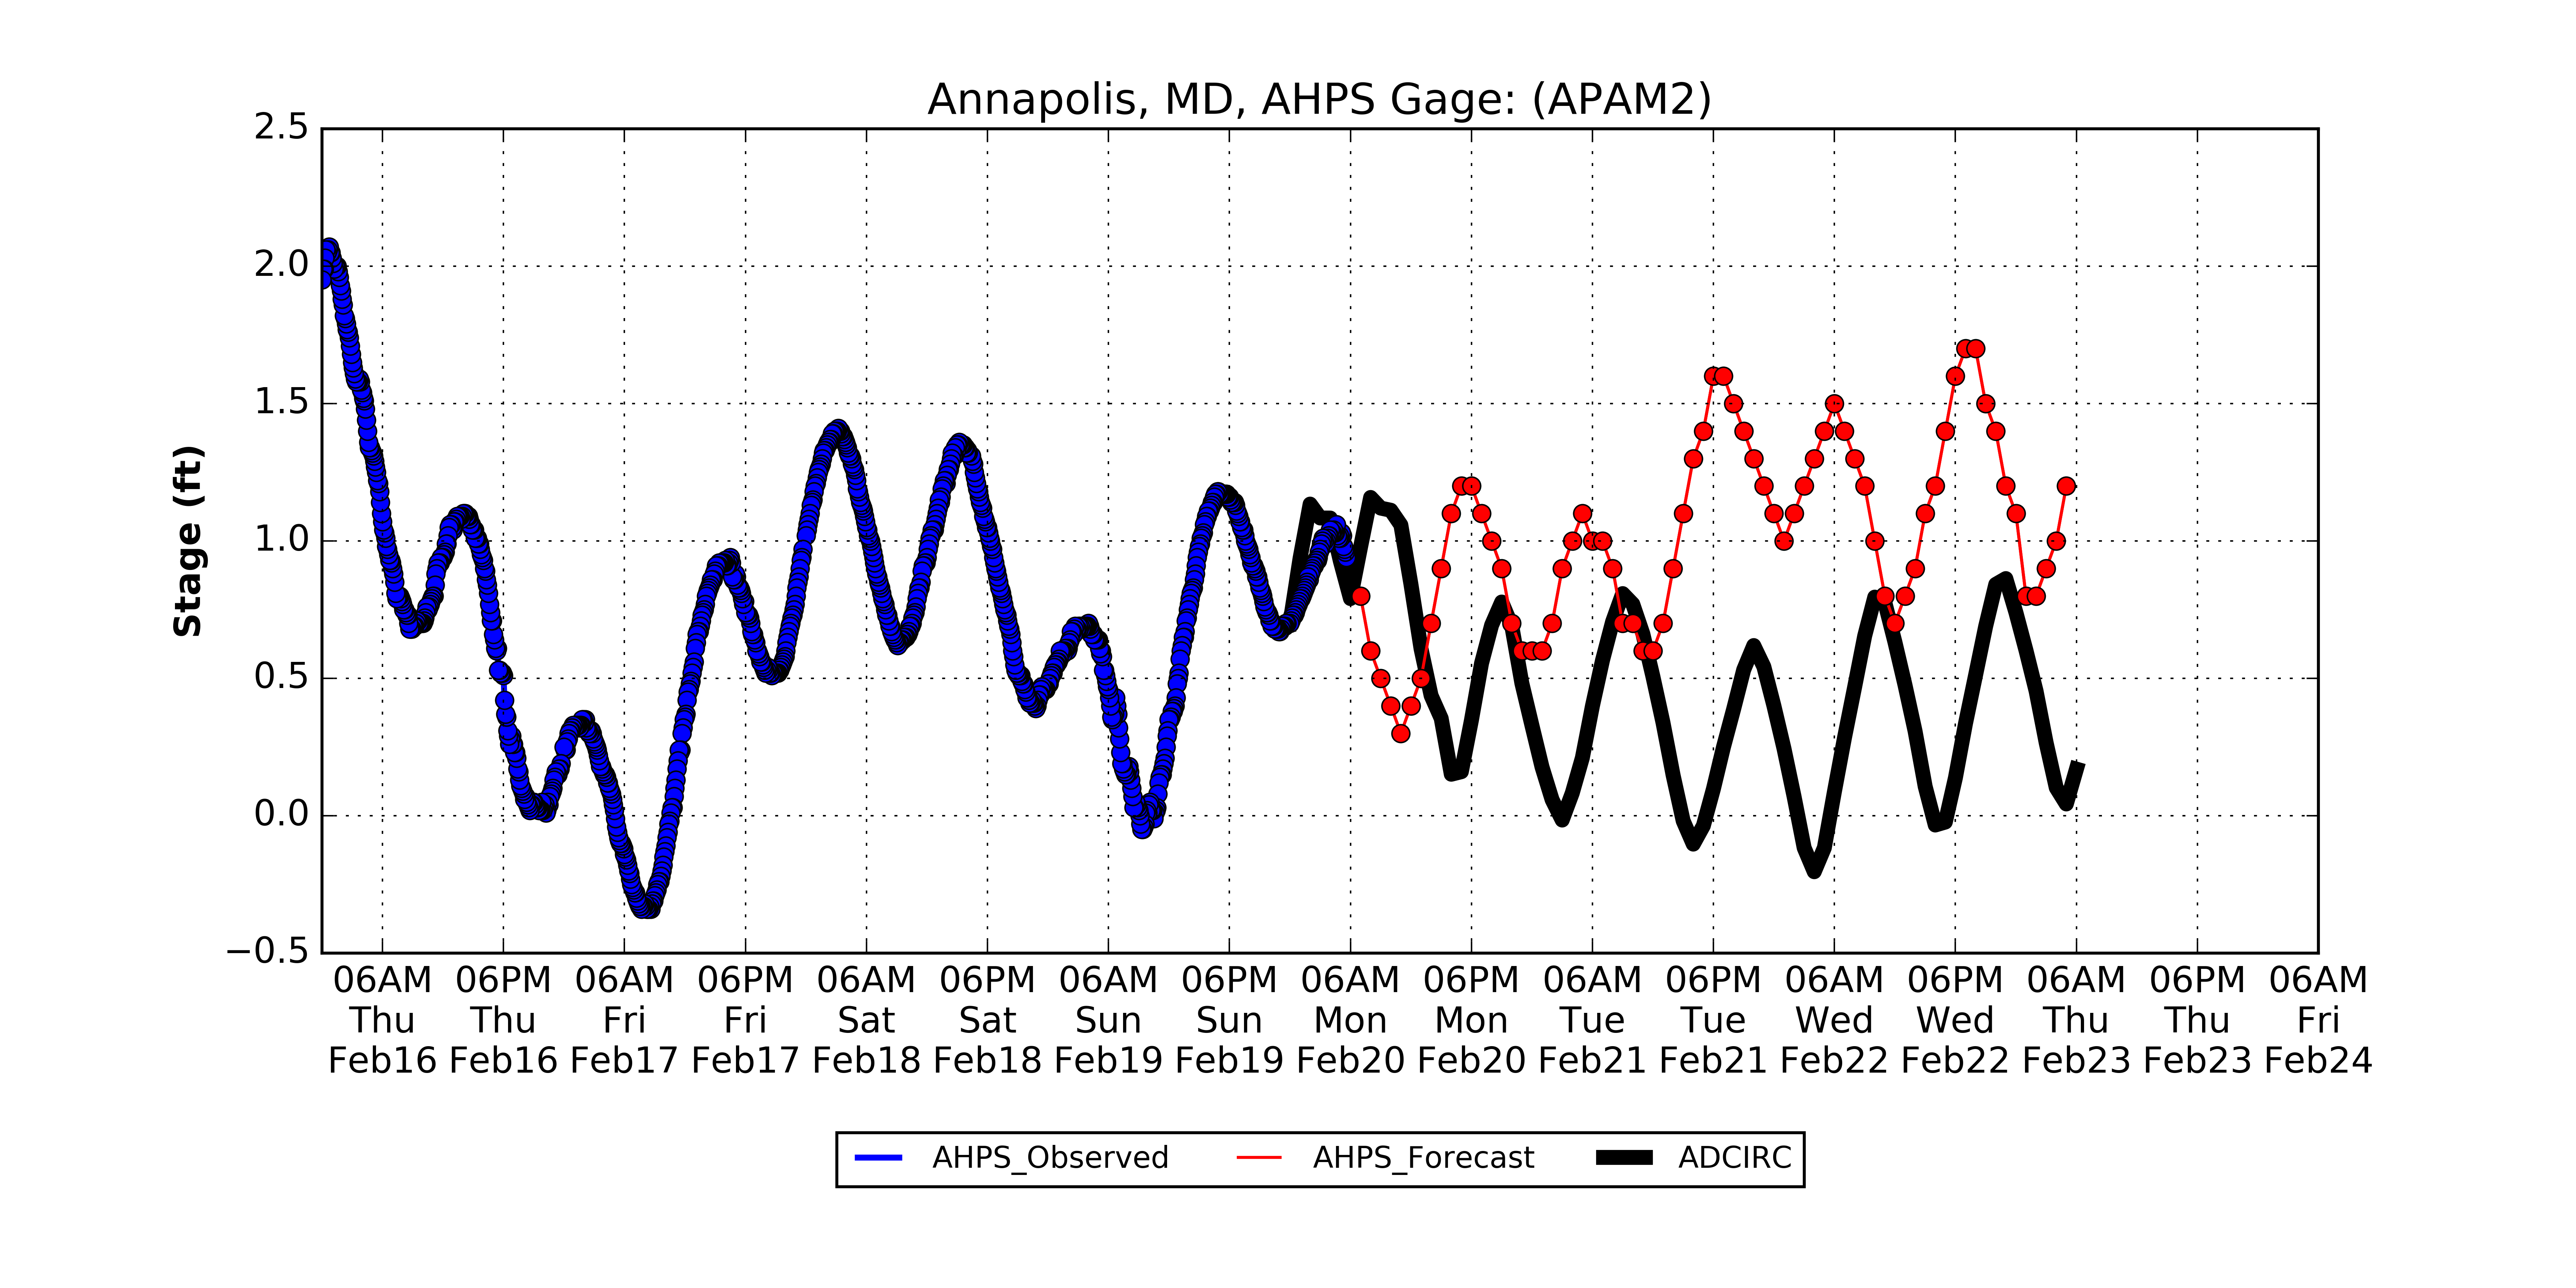 Annapolis, MD, AHPS Gage: (APAM2)
2.5
2.0
1.5
1.0
0.5
0.0
−0.5
Stage (ft)
06AM 06PM 06AM 06PM 06AM 06PM 06AM 06PM 06AM 06PM 06AM 06PM 06AM 06PM 06AM 06PM 06AM
Thu Thu Fri Fri Sat Sat Sun Sun Mon Mon Tue Tue Wed Wed Thu Thu Fri
Feb16 Feb16 Feb17 Feb17 Feb18 Feb18 Feb19 Feb19 Feb20 Feb20 Feb21 Feb21 Feb22 Feb22 Feb23 Feb23 Feb24
AHPS_Observed AHPS_Forecast ADCIRC